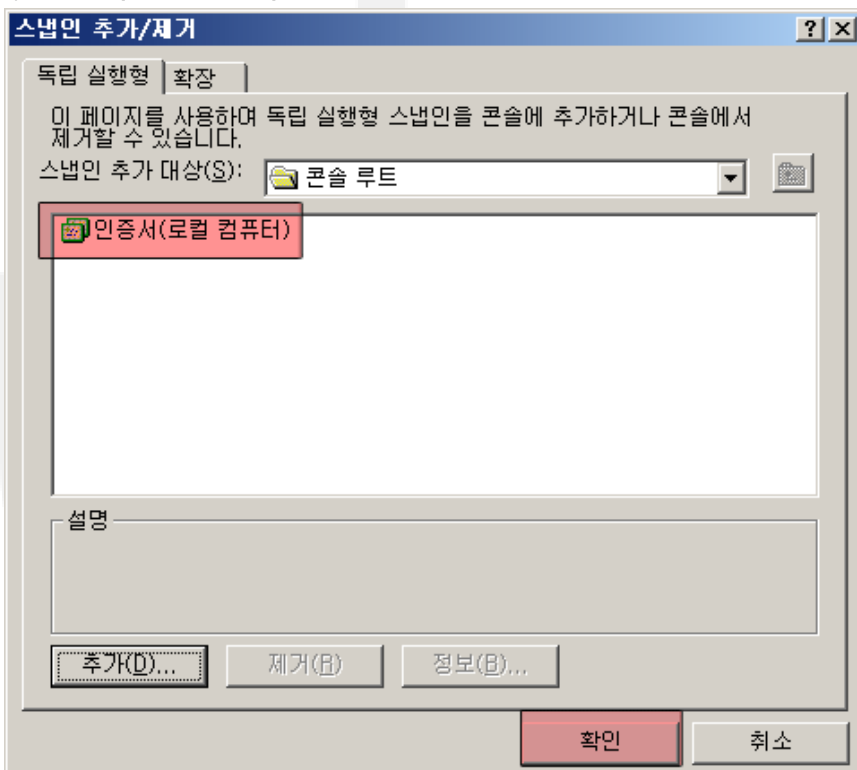 스냅인 추가/제거
독립 실행형 확장
이 페이지를 사용하여 독립 실행형 스냅인을 콘솔에 추가하거나 콘솔에서
제거할 수 있습니다.
스냅인 추가 대상(S): 콘솔 루트
인증서(로컬 컴퓨터)
설명
추가(D)... 제거(R) 정보(B)...
확인 취소